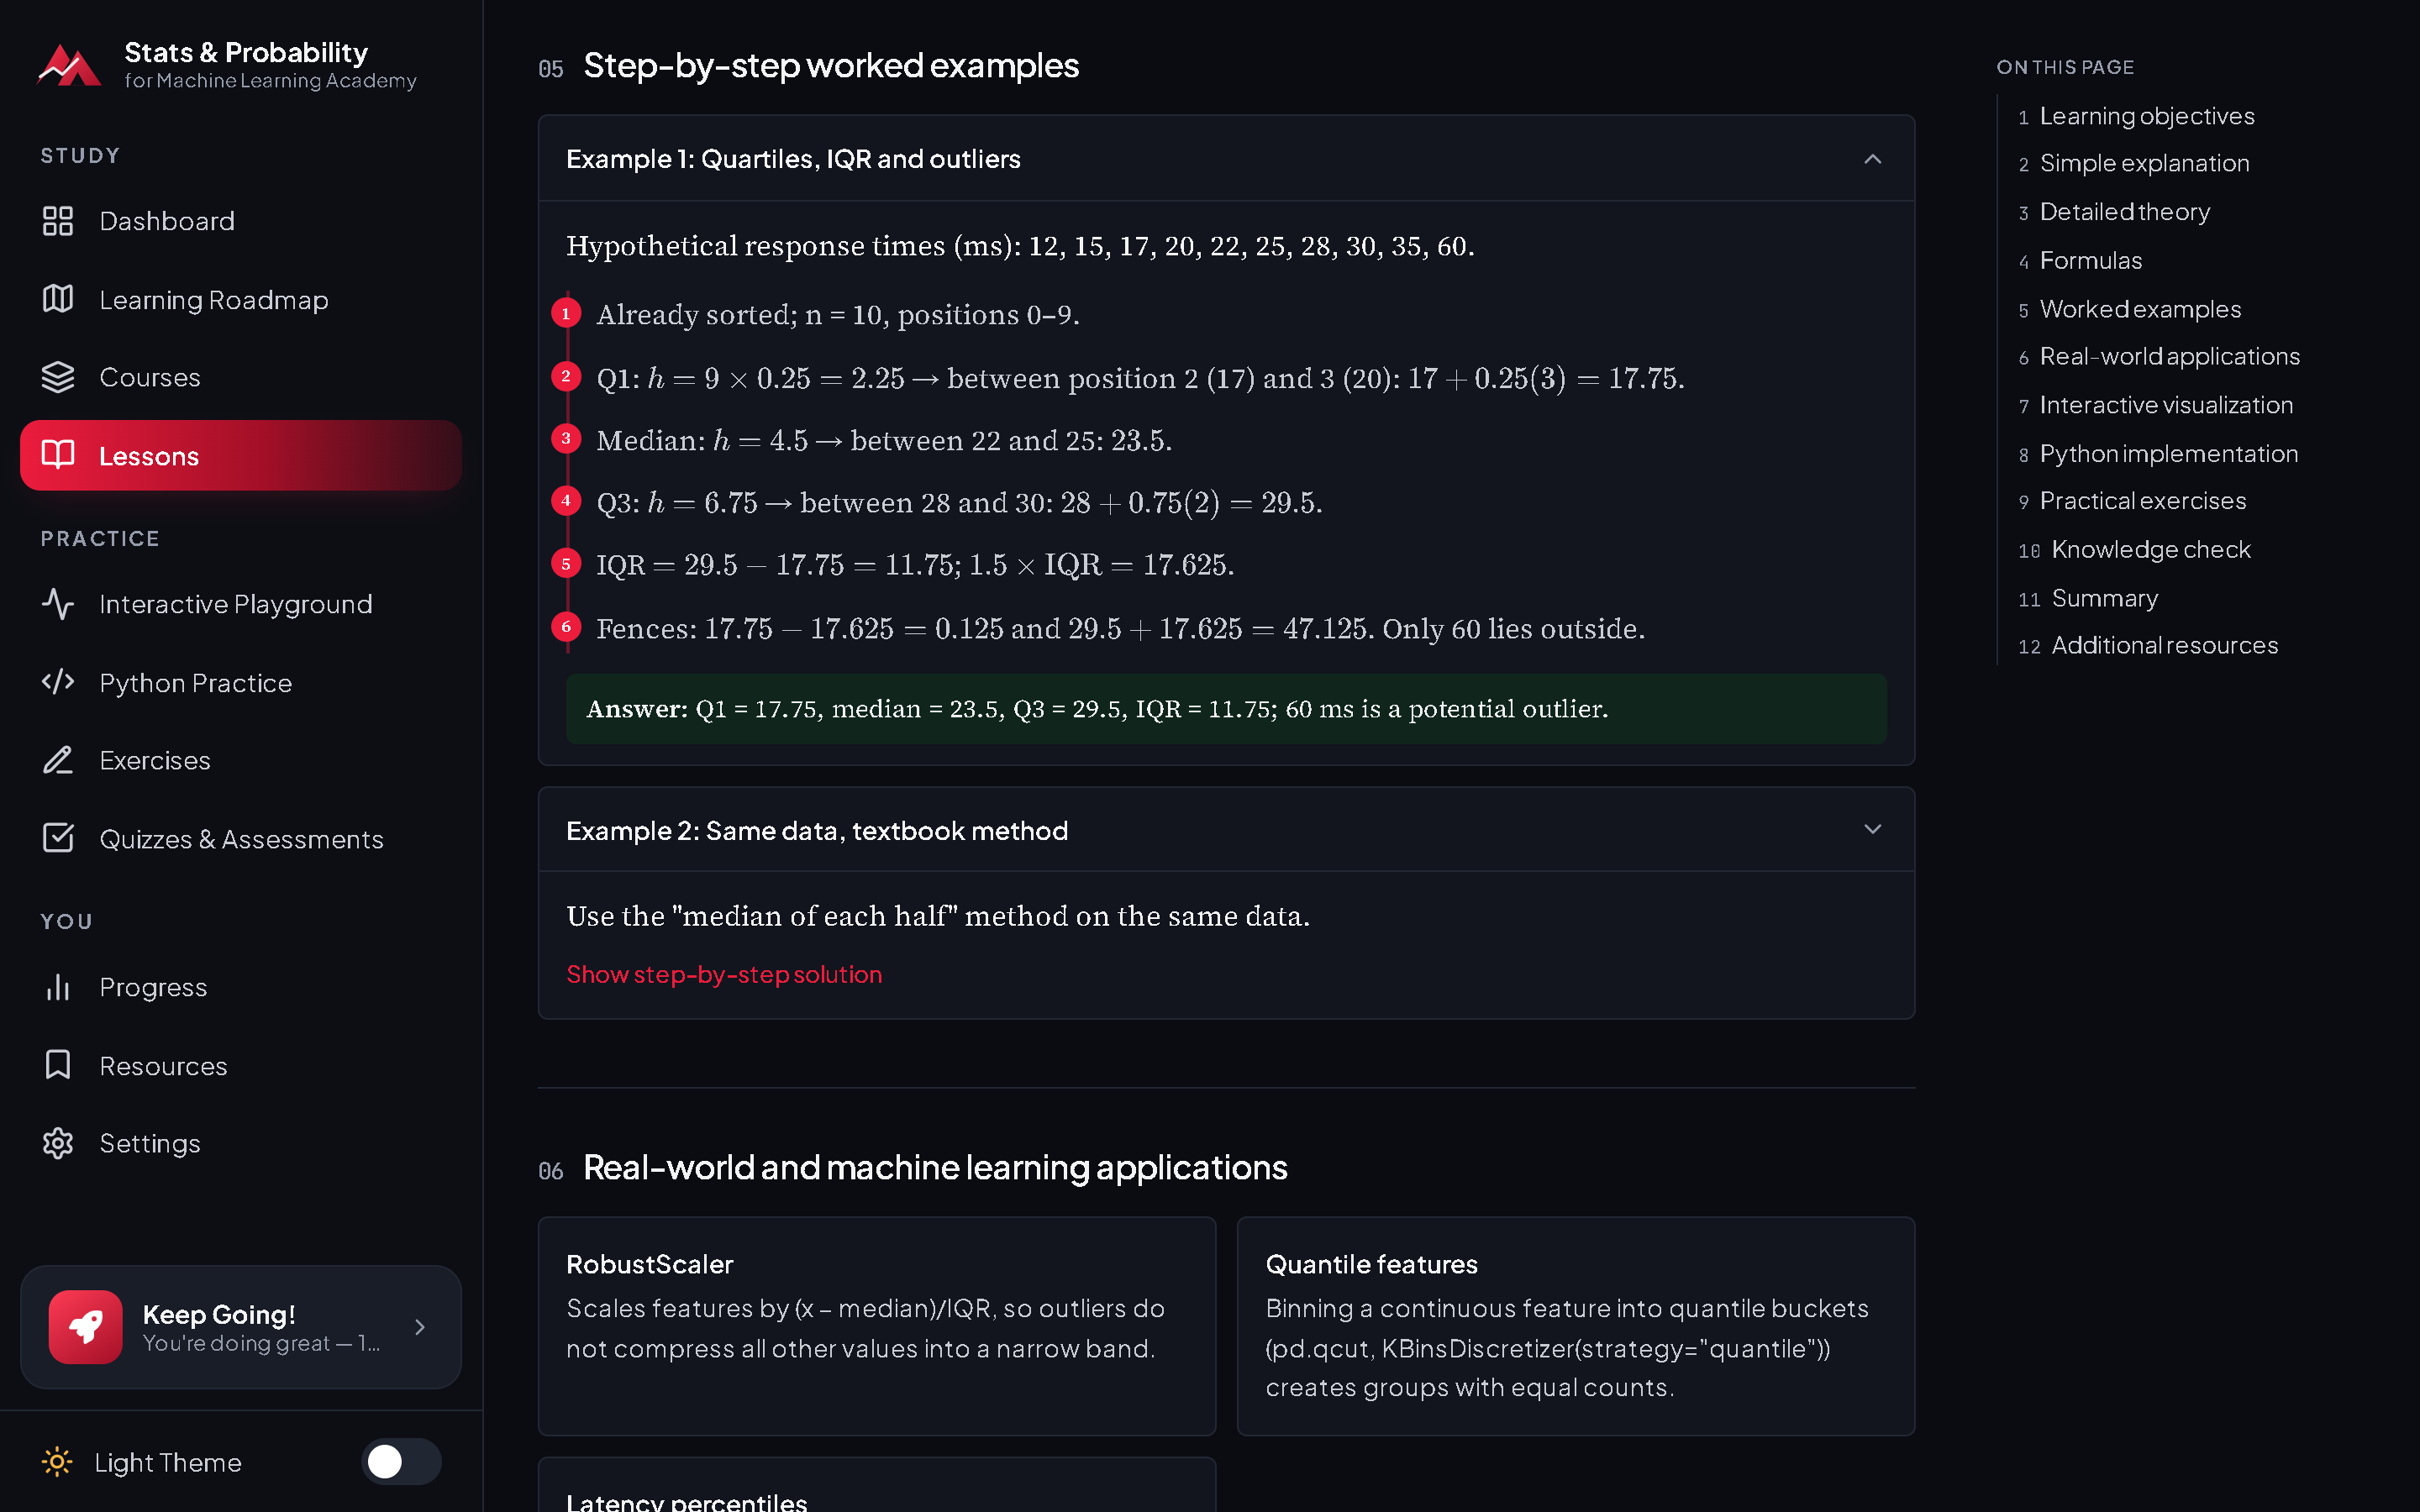 Stats & Probability
for Machine Learning Academy
STUDY
Dashboard
Learning Roadmap
Courses
Lessons
PRACTICE
Interactive Playground
Python Practice
Exercises
Quizzes & Assessments
YOU
Progress
Resources
Settings
Keep Going!
You're doing great — 1...
Light Theme
05 Step-by-step worked examples
Example 1: Quartiles, IQR and outliers
Hypothetical response times (ms): 12, 15, 17, 20, 22, 25, 28, 30, 35, 60.
1 Already sorted; n = 10, positions 0–9.
2 Q1: h = 9 × 0.25 = 2.25 → between position 2 (17) and 3 (20): 17 + 0.25(3) = 17.75.
3 Median: h = 4.5 → between 22 and 25: 23.5.
4 Q3: h = 6.75 → between 28 and 30: 28 + 0.75(2) = 29.5.
5 IQR = 29.5 − 17.75 = 11.75; 1.5 × IQR = 17.625.
6 Fences: 17.75 − 17.625 = 0.125 and 29.5 + 17.625 = 47.125. Only 60 lies outside.
Answer: Q1 = 17.75, median = 23.5, Q3 = 29.5, IQR = 11.75; 60 ms is a potential outlier.
Example 2: Same data, textbook method
Use the "median of each half" method on the same data.
Show step-by-step solution
06 Real-world and machine learning applications
RobustScaler
Scales features by (x − median)/IQR, so outliers do
not compress all other values into a narrow band.
Quantile features
Binning a continuous feature into quantile buckets
(pd.qcut, KBinsDiscretizer(strategy="quantile"))
creates groups with equal counts.
Latency percentiles
ON THIS PAGE
1 Learning objectives
2 Simple explanation
3 Detailed theory
4 Formulas
5 Worked examples
6 Real-world applications
7 Interactive visualization
8 Python implementation
9 Practical exercises
10 Knowledge check
11 Summary
12 Additional resources